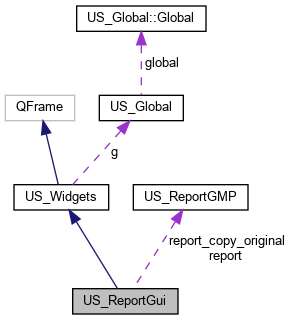 US_Global::Global
global
QFrame
US_Global
g
US_Widgets
US_ReportGMP
report_copy_original
report
US_ReportGui